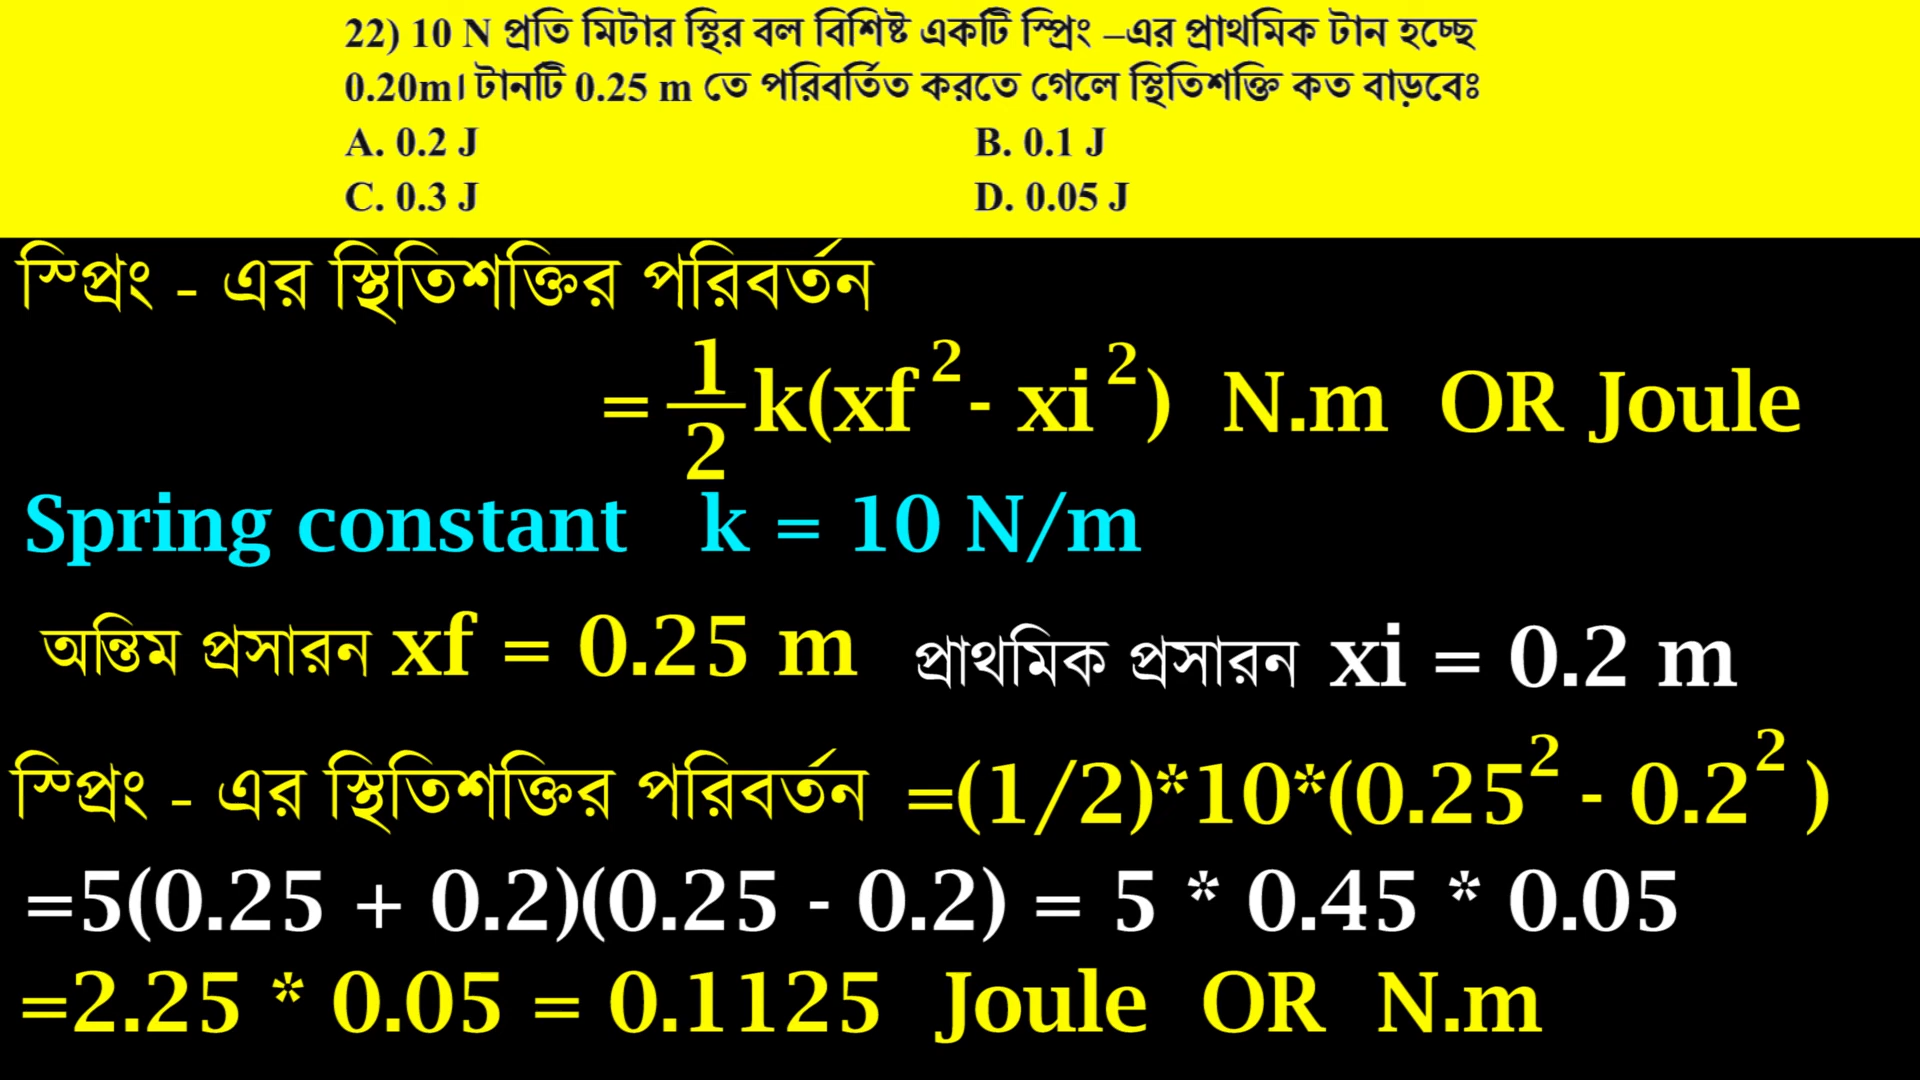 22) 10 N প্রতি মিটার স্থির বল বিশিষ্ট একটি স্প্রিং –এর প্রাথমিক টান হচ্ছে
0.20m। টানটি 0.25 m তে পরিবর্তিত করতে গেলে স্থিতিশক্তি কত বাড়বেঃ
A. 0.2 J B. 0.1 J
C. 0.3 J D. 0.05 J
স্প্রিং - এর স্থিতিশক্তির পরিবর্তন
= 1/2 k(xf² - xi²) N.m OR Joule
Spring constant k = 10 N/m
অন্তিম প্রসারন xf = 0.25 m প্রাথমিক প্রসারন xi = 0.2 m
স্প্রিং - এর স্থিতিশক্তির পরিবর্তন =(1/2)*10*(0.25² - 0.2²)
=5(0.25 + 0.2)(0.25 - 0.2) = 5 * 0.45 * 0.05
=2.25 * 0.05 = 0.1125 Joule OR N.m